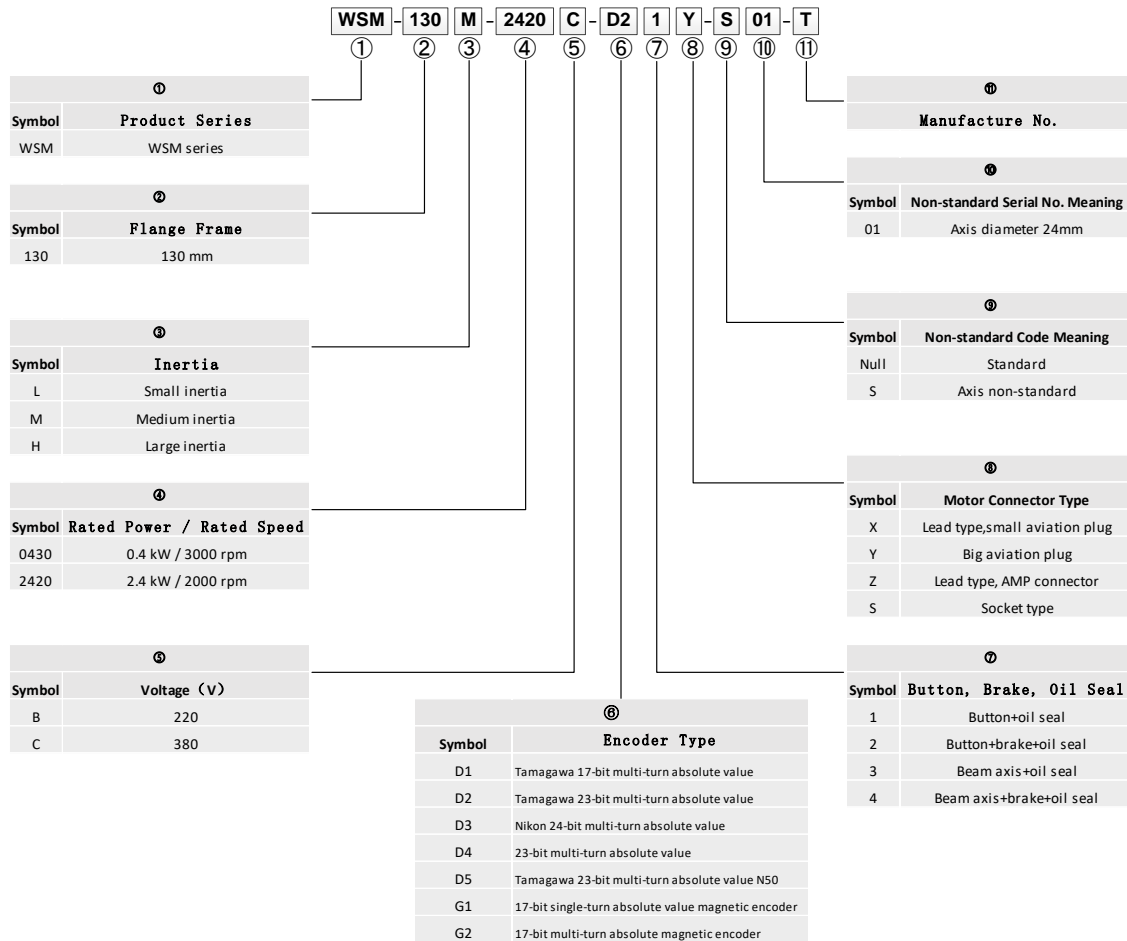 WSM - 130 M - 2420 C - D2 1 Y - S 01 - T
① ② ③ ④ ⑤ ⑥ ⑦ ⑧ ⑨ ⑩ ⑪
①
Symbol Product Series
WSM WSM series
②
Symbol Flange Frame
130 130 mm
③
Symbol Inertia
L Small inertia
M Medium inertia
H Large inertia
④
Symbol Rated Power / Rated Speed
0430 0.4 kW / 3000 rpm
2420 2.4 kW / 2000 rpm
⑤
Symbol Voltage（V）
B 220
C 380
⑥
Symbol Encoder Type
D1 Tamagawa 17-bit multi-turn absolute value
D2 Tamagawa 23-bit multi-turn absolute value
D3 Nikon 24-bit multi-turn absolute value
D4 23-bit multi-turn absolute value
D5 Tamagawa 23-bit multi-turn absolute value N50
G1 17-bit single-turn absolute value magnetic encoder
G2 17-bit multi-turn absolute magnetic encoder
⑪
Manufacture No.
⑩
Symbol Non-standard Serial No. Meaning
01 Axis diameter 24mm
⑨
Symbol Non-standard Code Meaning
Null Standard
S Axis non-standard
⑧
Symbol Motor Connector Type
X Lead type,small aviation plug
Y Big aviation plug
Z Lead type, AMP connector
S Socket type
⑦
Symbol Button, Brake, Oil Seal
1 Button+oil seal
2 Button+brake+oil seal
3 Beam axis+oil seal
4 Beam axis+brake+oil seal